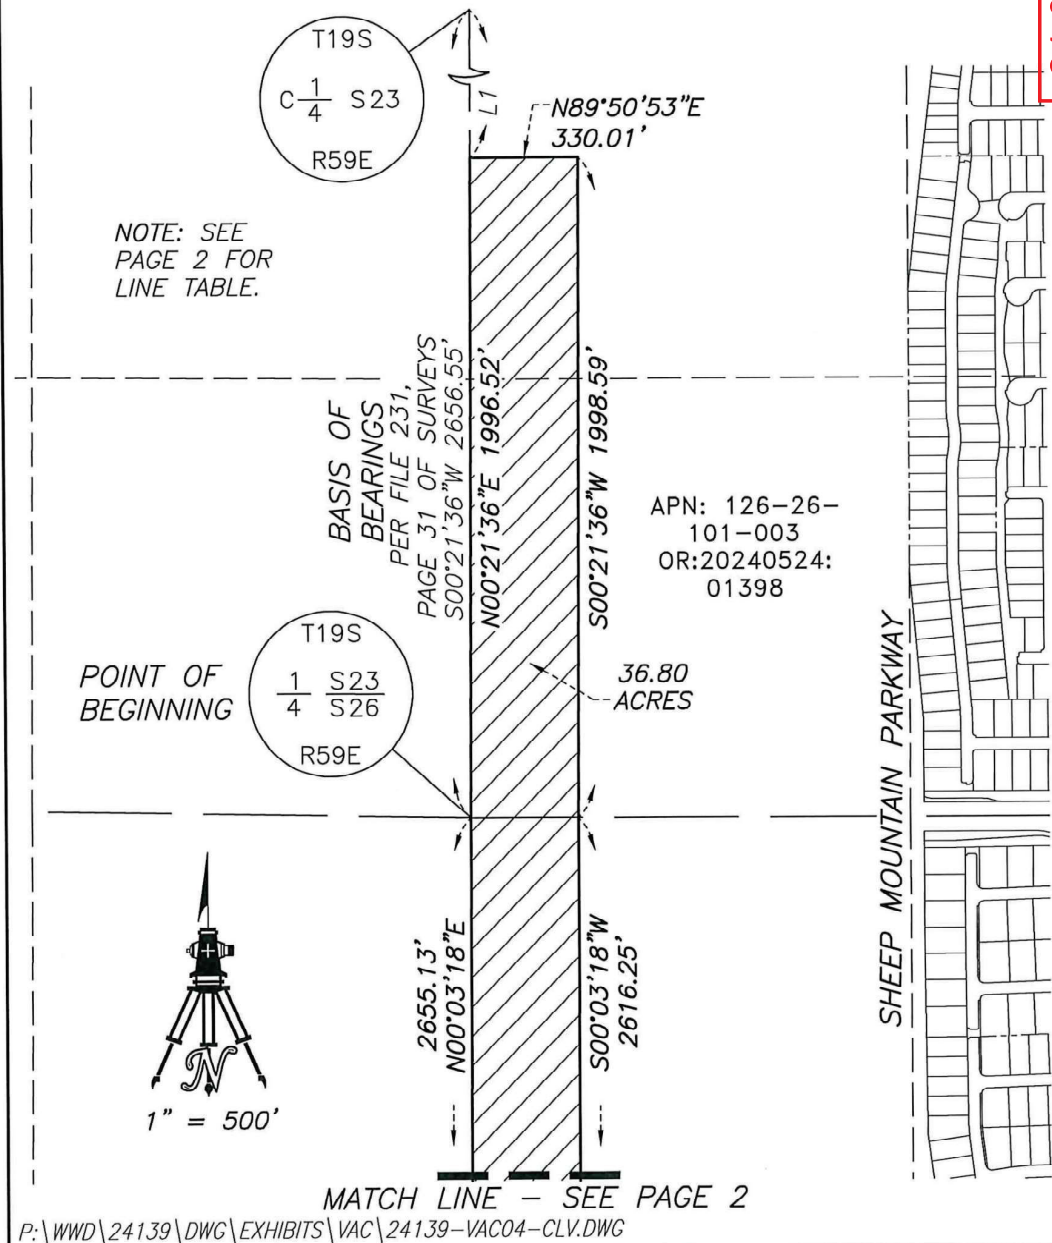 T19S
C 1/4 S23
R59E
L1
N89°50'53"E
330.01'
NOTE: SEE
PAGE 2 FOR
LINE TABLE.
BASIS OF
BEARINGS
PER FILE 231,
PAGE 31 OF SURVEYS
S00°21'36"W 2656.55'
N00°21'36"E 1996.52'
S00°21'36"W 1998.59'
APN: 126-26-
101-003
OR:20240524:
01398
POINT OF
BEGINNING
T19S
1/4 S23/S26
R59E
36.80
ACRES
SHEEP MOUNTAIN PARKWAY
2655.13'
N00°03'18"E
S00°03'18"W
2616.25'
N
1" = 500'
MATCH LINE - SEE PAGE 2
P:\WWD\24139\DWG\EXHIBITS\VAC\24139-VAC04-CLV.DWG